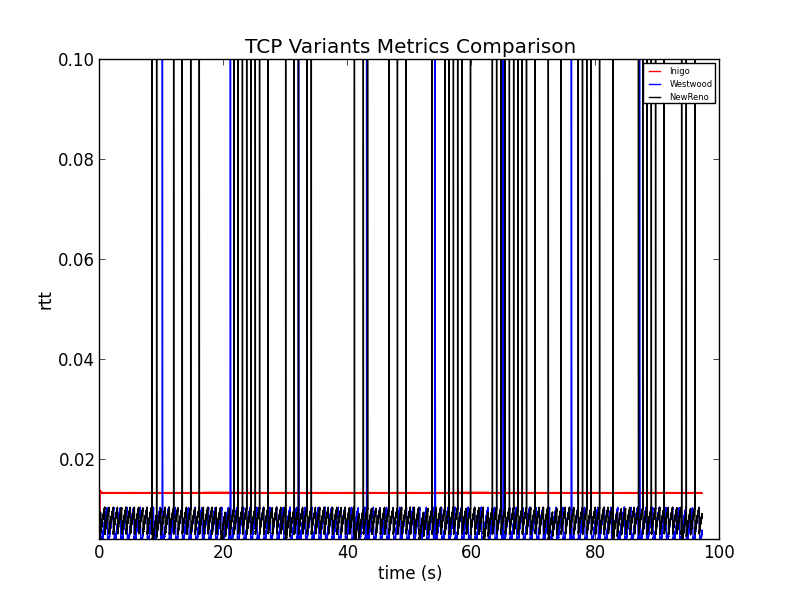 TCP Variants Metrics Comparison
0.10
0.08
0.06
0.04
0.02
rtt
Inigo
Westwood
NewReno
0
20
40
60
80
100
time (s)